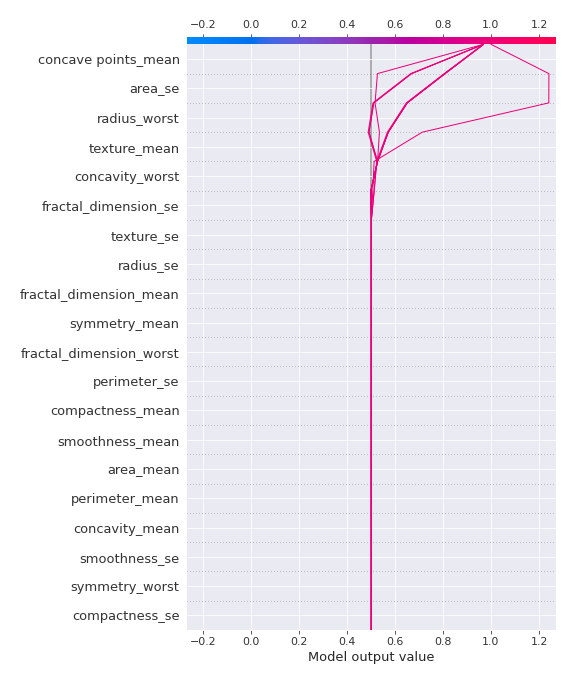 −0.2 0.0 0.2 0.4 0.6 0.8 1.0 1.2
concave points_mean
area_se
radius_worst
texture_mean
concavity_worst
fractal_dimension_se
texture_se
radius_se
fractal_dimension_mean
symmetry_mean
fractal_dimension_worst
perimeter_se
compactness_mean
smoothness_mean
area_mean
perimeter_mean
concavity_mean
smoothness_se
symmetry_worst
compactness_se
−0.2 0.0 0.2 0.4 0.6 0.8 1.0 1.2
Model output value